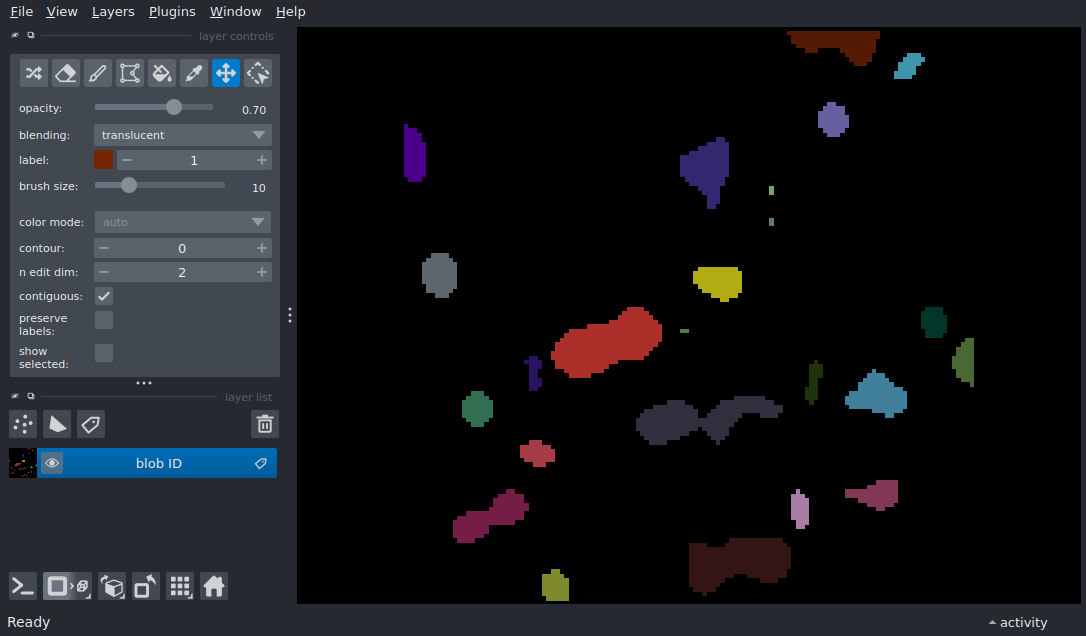 File View Layers Plugins Window Help
layer controls
opacity: 0.70
blending: translucent
label: 1
brush size: 10
color mode: auto
contour: 0
n edit dim: 2
contiguous:
preserve
labels:
show
selected:
layer list
blob ID
Ready
activity